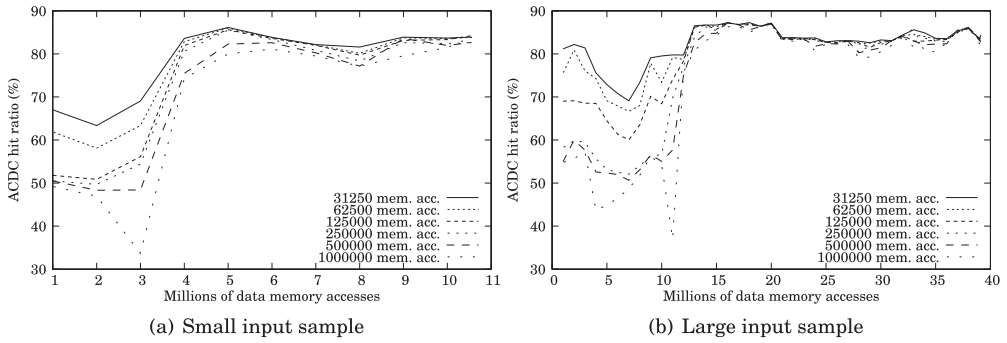 90
80
70
60
50
40
30
ACDC hit ratio (%)
31250 mem. acc.
62500 mem. acc.
125000 mem. acc.
250000 mem. acc.
500000 mem. acc.
1000000 mem. acc.
1 2 3 4 5 6 7 8 9 10 11
Millions of data memory accesses
(a) Small input sample
90
80
70
60
50
40
30
ACDC hit ratio (%)
31250 mem. acc.
62500 mem. acc.
125000 mem. acc.
250000 mem. acc.
500000 mem. acc.
1000000 mem. acc.
0 5 10 15 20 25 30 35 40
Millions of data memory accesses
(b) Large input sample